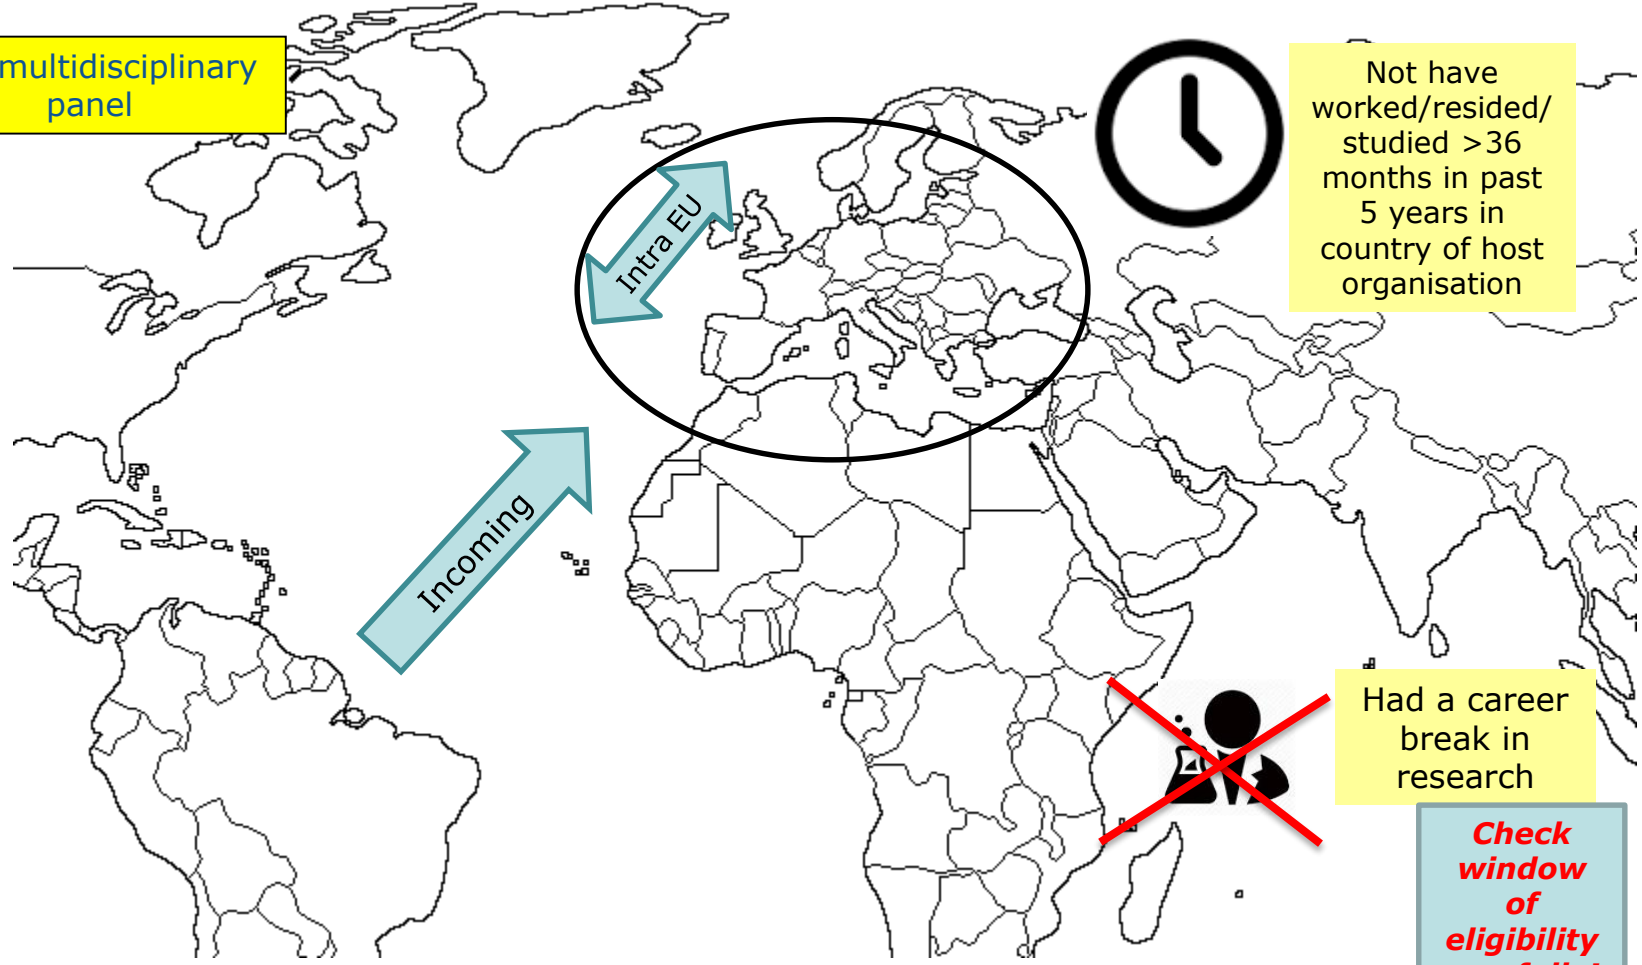 multidisciplinary
panel
Not have
worked/resided/
studied >36
months in past
5 years in
country of host
organisation
Intra EU
Incoming
Had a career
break in
research
Check
window
of
eligibility